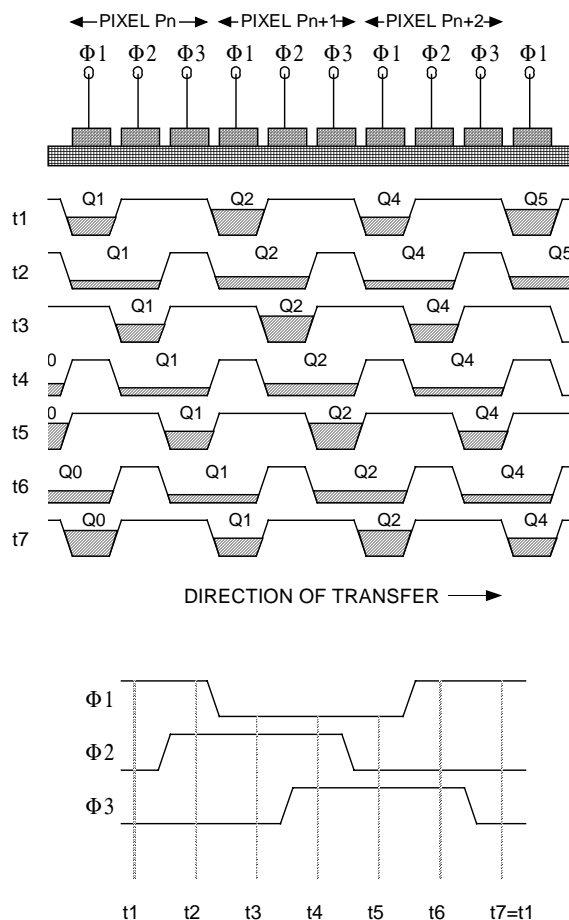 PIXEL Pn PIXEL Pn+1 PIXEL Pn+2
Φ1 Φ2 Φ3 Φ1 Φ2 Φ3 Φ1 Φ2 Φ3 Φ1
t1 Q1 Q2 Q4 Q5
t2 Q1 Q2 Q4 Q5
t3 Q1 Q2 Q4
t4 0 Q1 Q2 Q4
t5 0 Q1 Q2 Q4
t6 Q0 Q1 Q2 Q4
t7 Q0 Q1 Q2 Q4
DIRECTION OF TRANSFER
Φ1
Φ2
Φ3
t1 t2 t3 t4 t5 t6 t7=t1